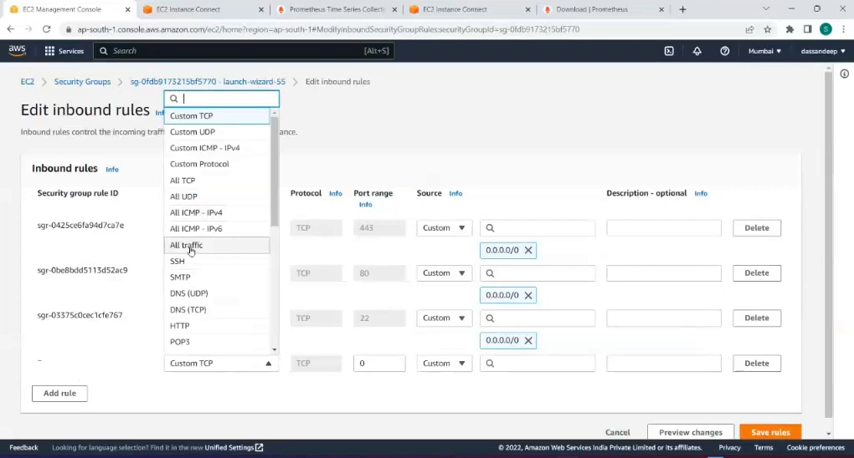 EC2 Management Console
EC2 Instance Connect
Prometheus Time Series Collecti
EC2 Instance Connect
Download | Prometheus
ap-south-1.console.aws.amazon.com/ec2/home?region=ap-south-1#ModifyInboundSecurityGroupRules:securityGroupId=sg-0fdb9173215bf5770
aws Services Search [Alt+S] Mumbai dassandeep
EC2 Security Groups sg-0fdb9173215bf5770 - launch-wizard-55 Edit inbound rules
Edit inbound rules Inf
Inbound rules control the incoming traff ance.
Custom TCP
Custom UDP
Custom ICMP - IPv4
Custom Protocol
All TCP
All UDP
All ICMP - IPv4
All ICMP - IPv6
All traffic
SSH
SMTP
DNS (UDP)
DNS (TCP)
HTTP
POP3
Inbound rules Info
Security group rule ID Protocol Info Port range Info Source Info Description - optional Info
sgr-0425ce6fa94d7ca7e TCP 443 Custom Delete
0.0.0.0/0
sgr-0be8bdd5113d52ac9 TCP 80 Custom Delete
0.0.0.0/0
sgr-03375c0cec1cfe767 TCP 22 Custom Delete
0.0.0.0/0
– Custom TCP TCP 0 Custom Delete
Add rule
Cancel Preview changes Save rules
Feedback Looking for language selection? Find it in the new Unified Settings © 2022, Amazon Web Services India Private Limited or its affiliates. Privacy Terms Cookie preferences